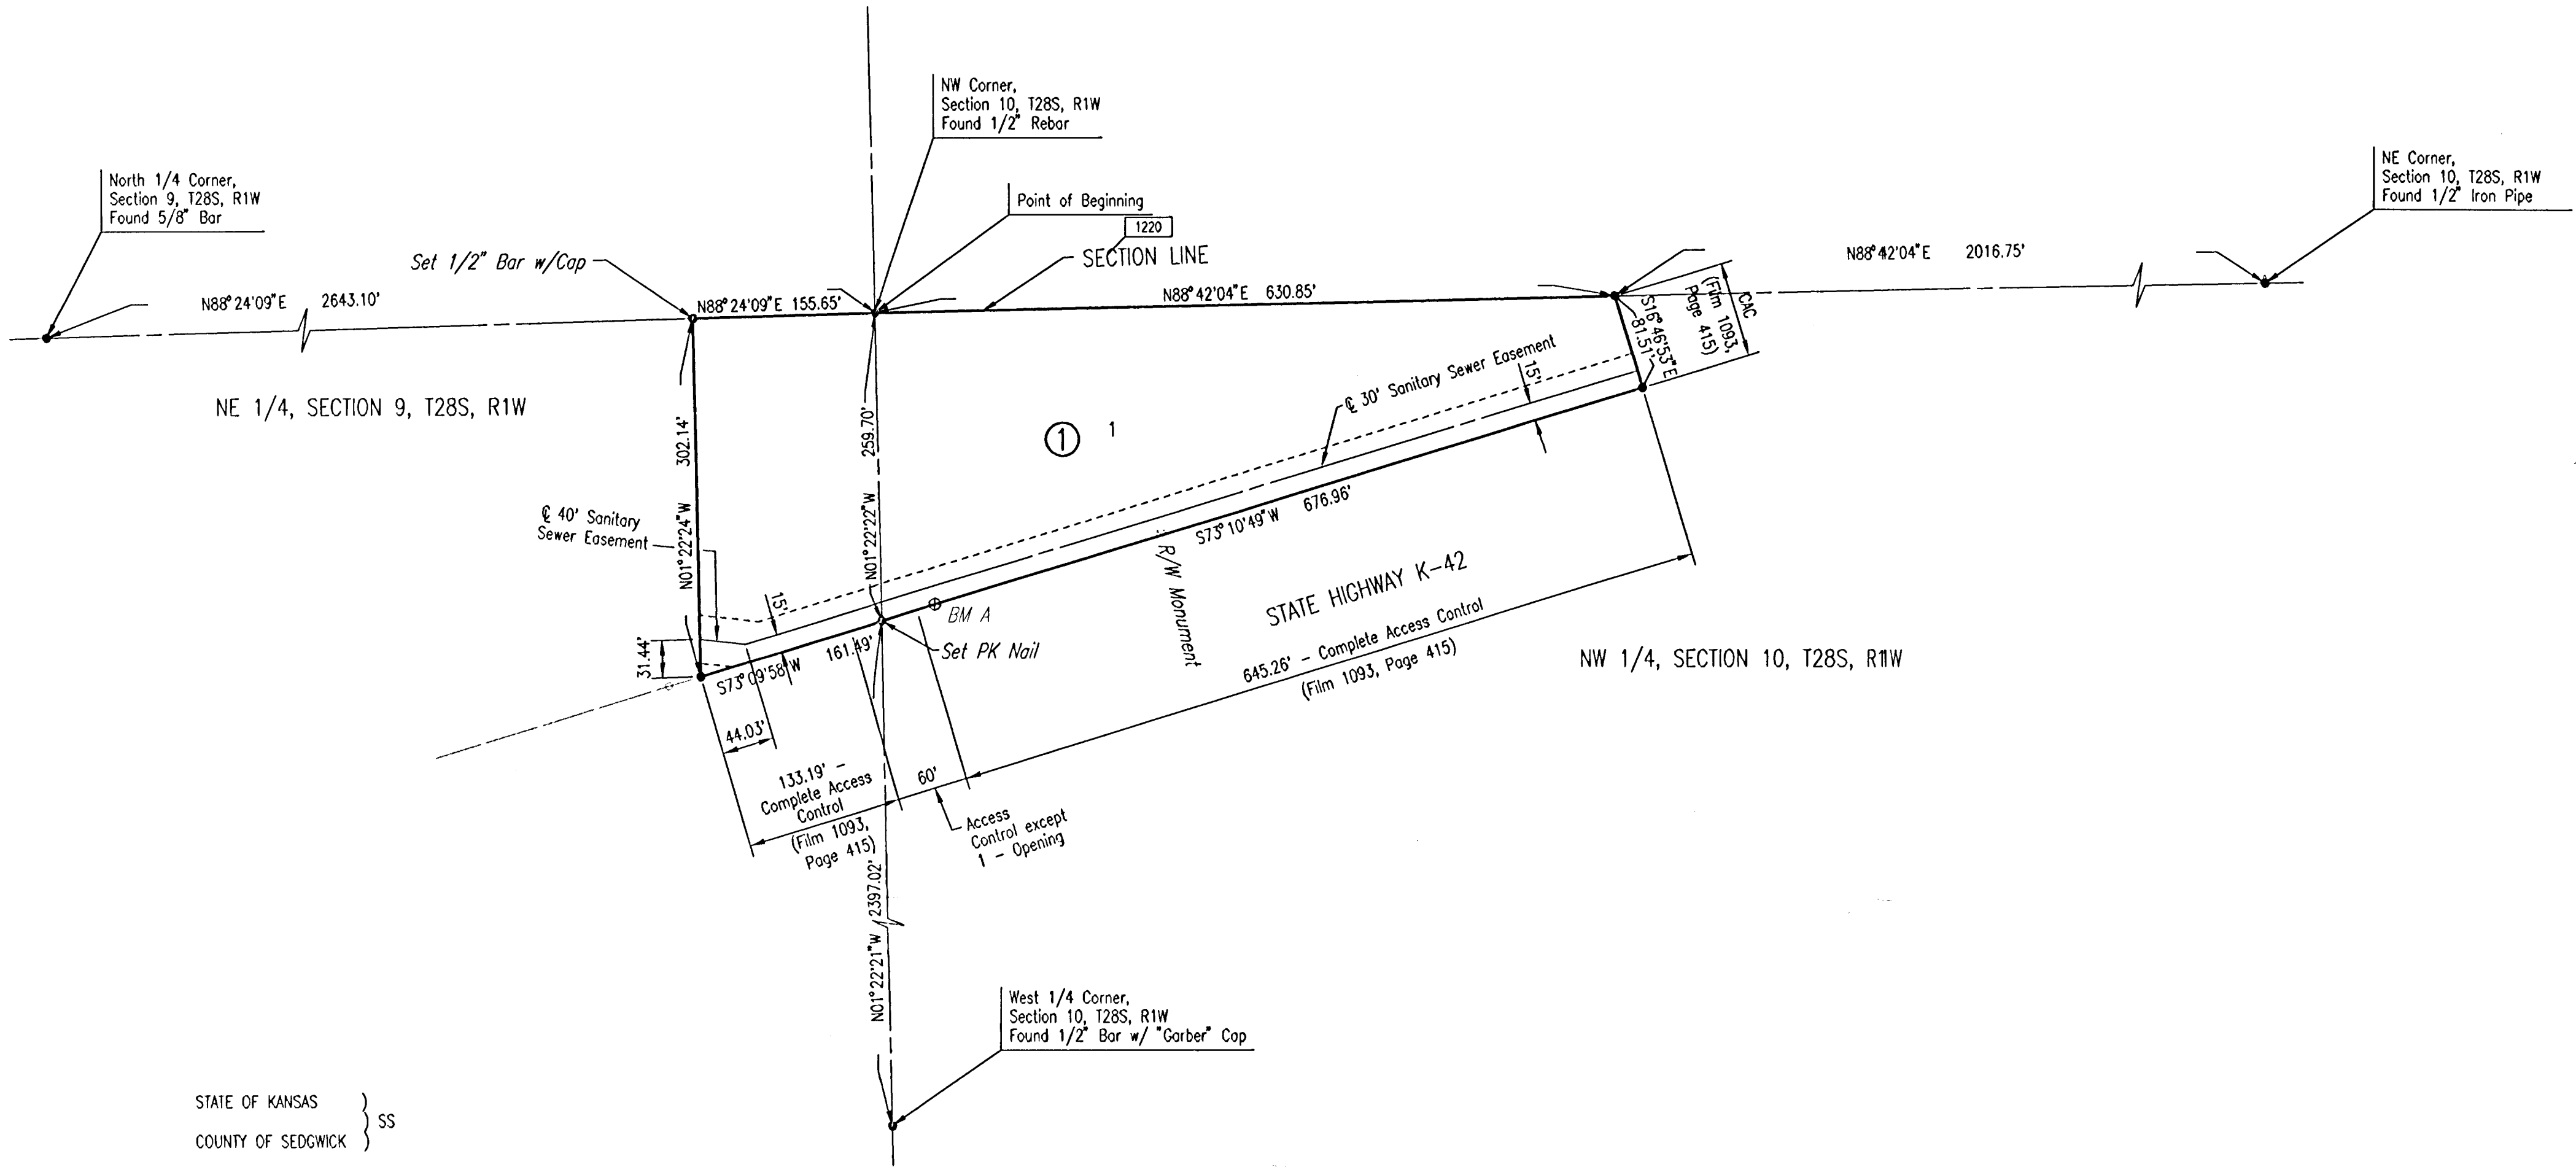 NW Corner,
Section 10, T28S, R1W
Found 1/2" Rebar
North 1/4 Corner,
Section 9, T28S, R1W
Found 5/8" Bar
Point of Beginning
1220
SECTION LINE
NE Corner,
Section 10, T28S, R1W
Found 1/2" Iron Pipe
Set 1/2" Bar w/Cap
N88°24'09"E 2643.10'
N88°24'09"E 155.65'
N88°42'04"E 630.85'
N88°42'04"E 2016.75'
S16°46'53"E
81.51'
CAC
(Film 1093,
Page 415)
NE 1/4, SECTION 9, T28S, R1W
N01°22'24"W 302.14'
N01°22'22"W 259.70'
1 1
℄ 30' Sanitary Sewer Easement
15'
℄ 40' Sanitary
Sewer Easement
15'
31.44'
S73°09'58"W 161.49'
BM A
Set PK Nail
S73°10'49"W 676.96'
R/W Monument
STATE HIGHWAY K-42
645.26' - Complete Access Control
(Film 1093, Page 415)
NW 1/4, SECTION 10, T28S, R1W
44.03'
133.19' -
Complete Access
Control
(Film 1093,
Page 415)
60'
Access
Control except
1 - Opening
N01°22'21"W 2397.02'
West 1/4 Corner,
Section 10, T28S, R1W
Found 1/2" Bar w/ "Garber" Cap
STATE OF KANSAS )
) SS
COUNTY OF SEDGWICK )